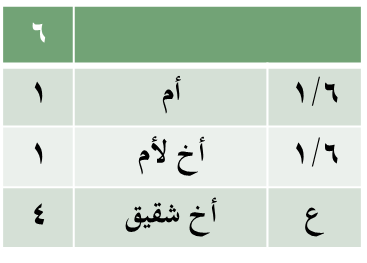 ٦
١/٦ أم ١
١/٦ أخ لأم ١
ع أخ شقيق ٤